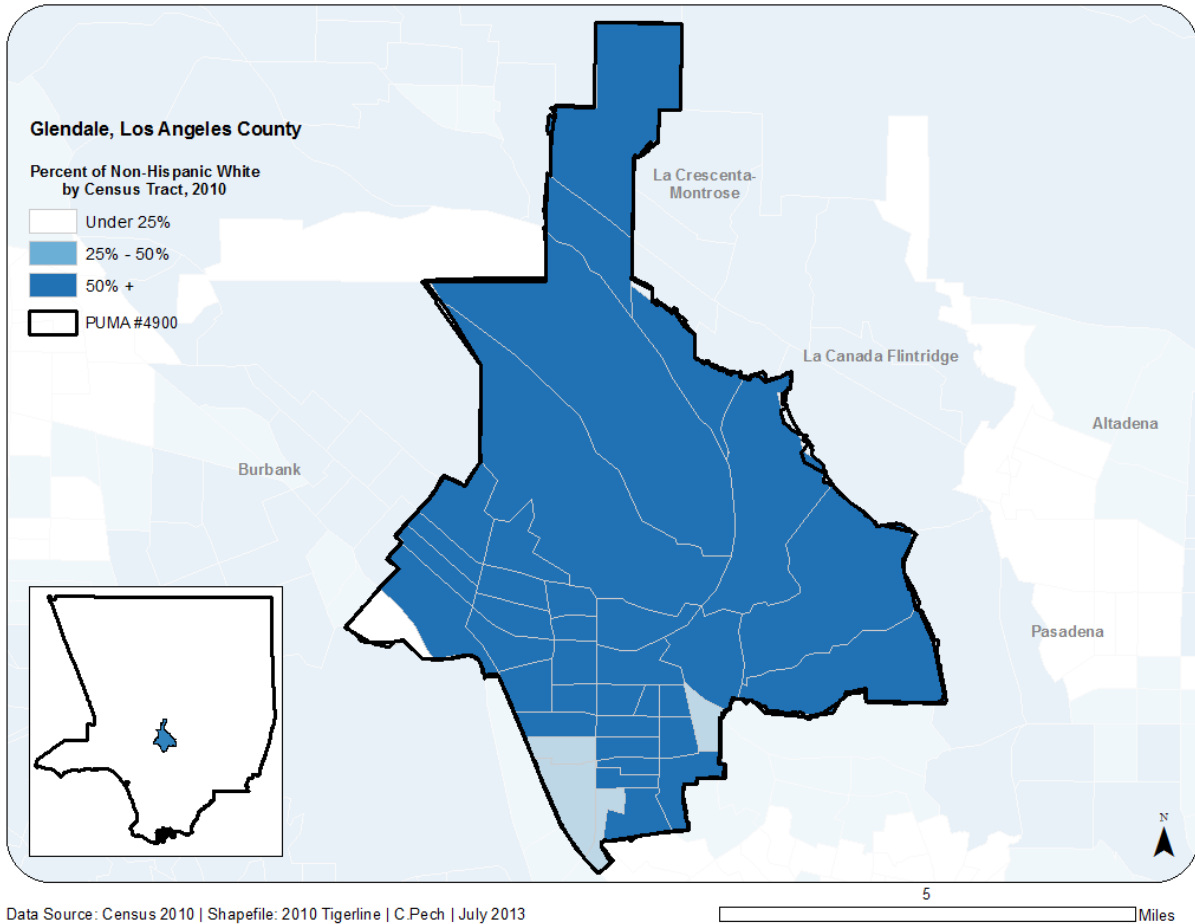 Glendale, Los Angeles County
Percent of Non-Hispanic White
by Census Tract, 2010
Under 25%
25% - 50%
50% +
PUMA #4900
La Crescenta-
Montrose
La Canada Flintridge
Altadena
Burbank
Pasadena
N
5
Miles
Data Source: Census 2010 | Shapefile: 2010 Tigerline | C.Pech | July 2013